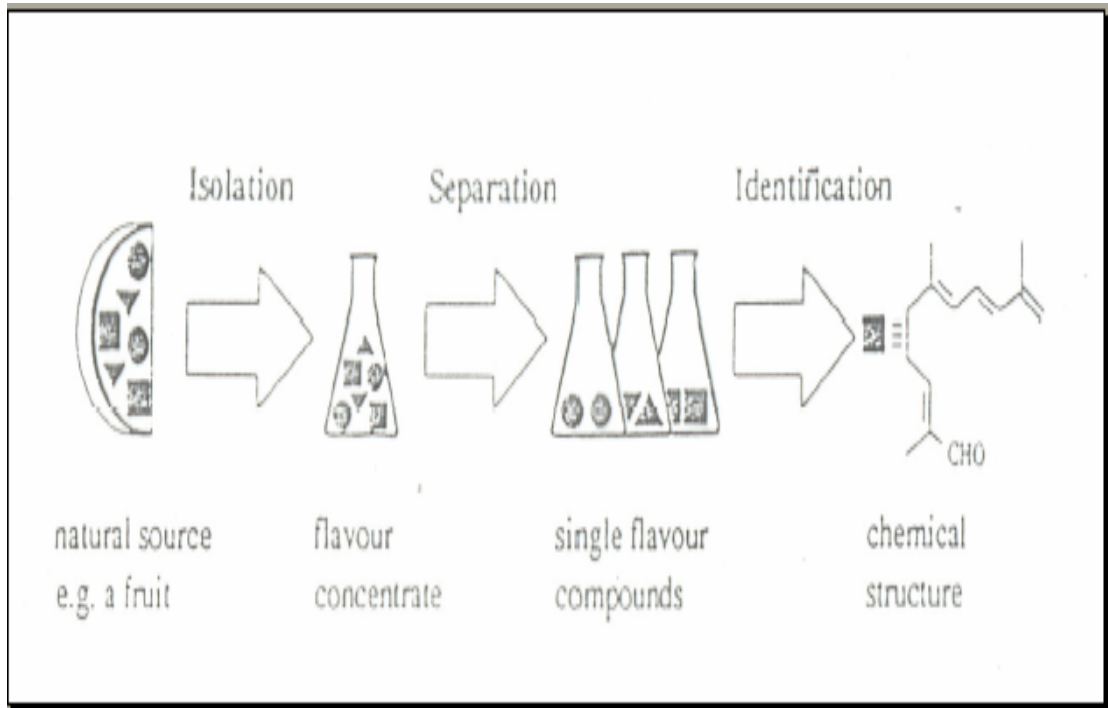 Isolation
Separation
Identification
CHO
natural source
e.g. a fruit
flavour
concentrate
single flavour
compounds
chemical
structure